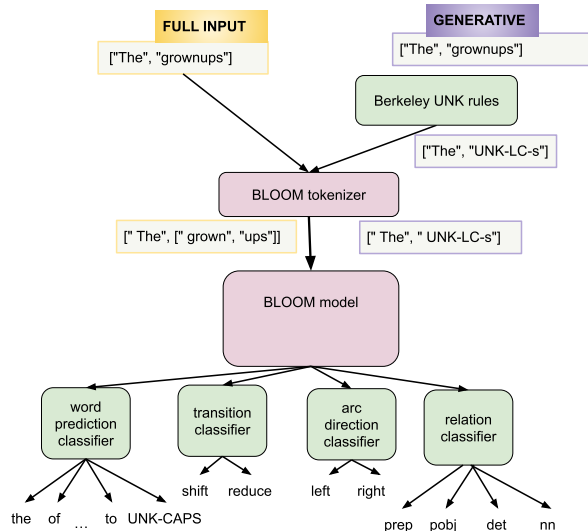 FULL INPUT
GENERATIVE
["The", "grownups"]
["The", "grownups"]
Berkeley UNK rules
["The", "UNK-LC-s"]
BLOOM tokenizer
[" The", [" grown", "ups"]]
[" The", " UNK-LC-s"]
BLOOM model
word
prediction
classifier
transition
classifier
arc
direction
classifier
relation
classifier
shift
reduce
left
right
the
of
...
to
UNK-CAPS
prep
pobj
det
nn